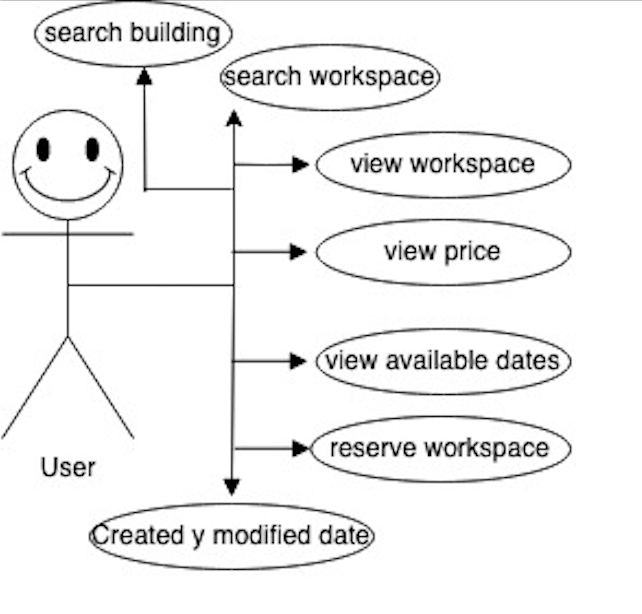 search building
search workspace
view workspace
view price
view available dates
reserve workspace
User
Created y modified date